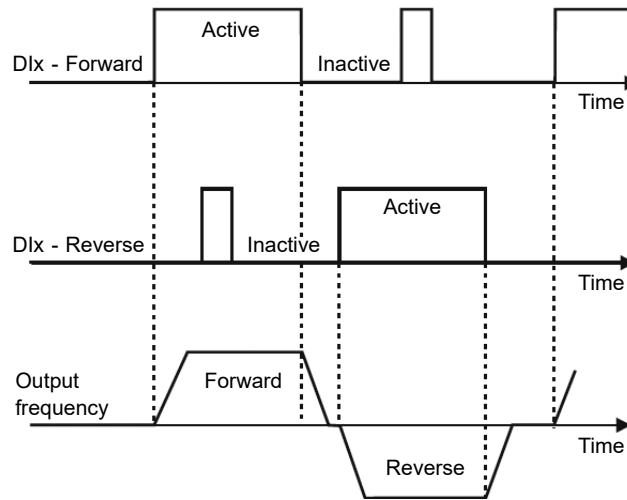 Active
DIx - Forward
Inactive
Time
Active
DIx - Reverse
Inactive
Time
Output
frequency
Forward
Time
Reverse